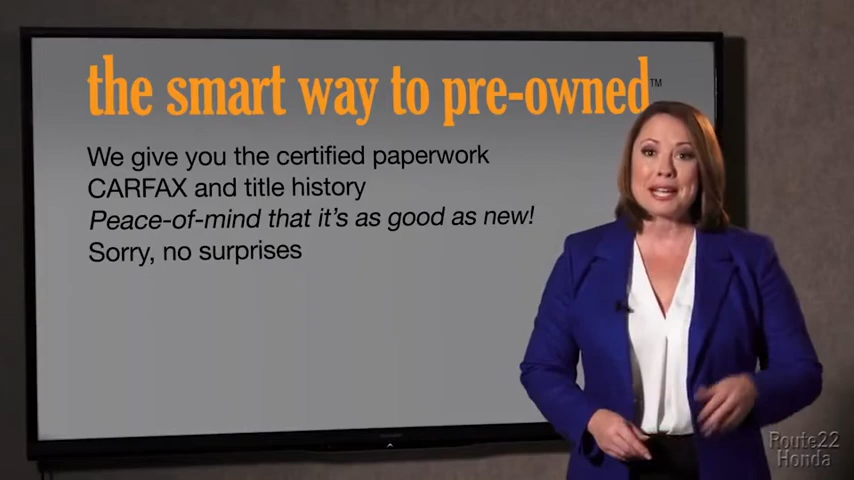 the smart way to pre-owned™
We give you the certified paperwork
CARFAX and title history
Peace-of-mind that it's as good as new!
Sorry, no surprises
Route22
Honda